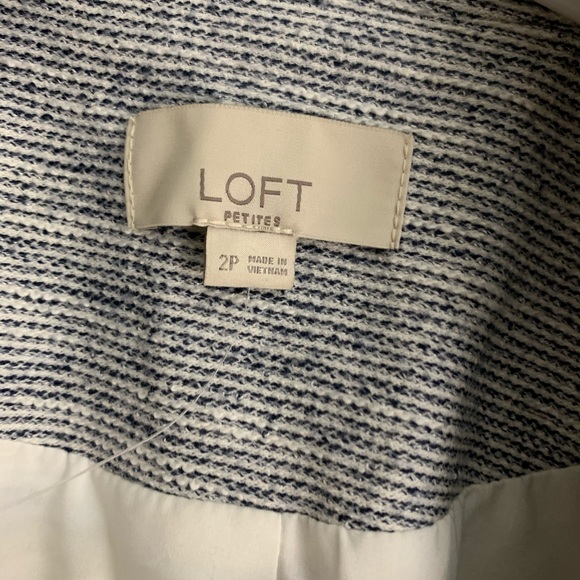 LOFT
PETITES
2P MADE IN
VIETNAM